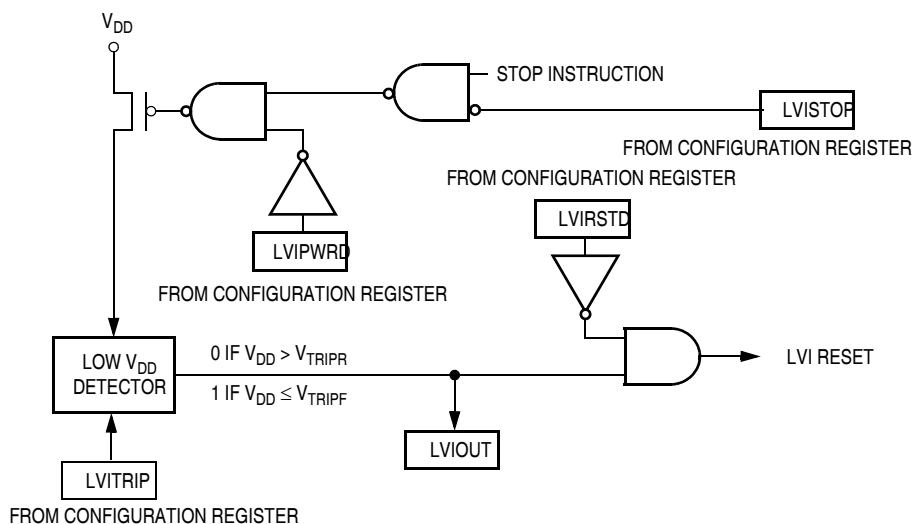 V_DD
STOP INSTRUCTION
LVISTOP
FROM CONFIGURATION REGISTER
FROM CONFIGURATION REGISTER
LVIRSTD
LVIPWRD
FROM CONFIGURATION REGISTER
LOW V_DD
DETECTOR
0 IF V_DD > V_TRIPR
1 IF V_DD ≤ V_TRIPF
LVI RESET
LVIOUT
LVITRIP
FROM CONFIGURATION REGISTER